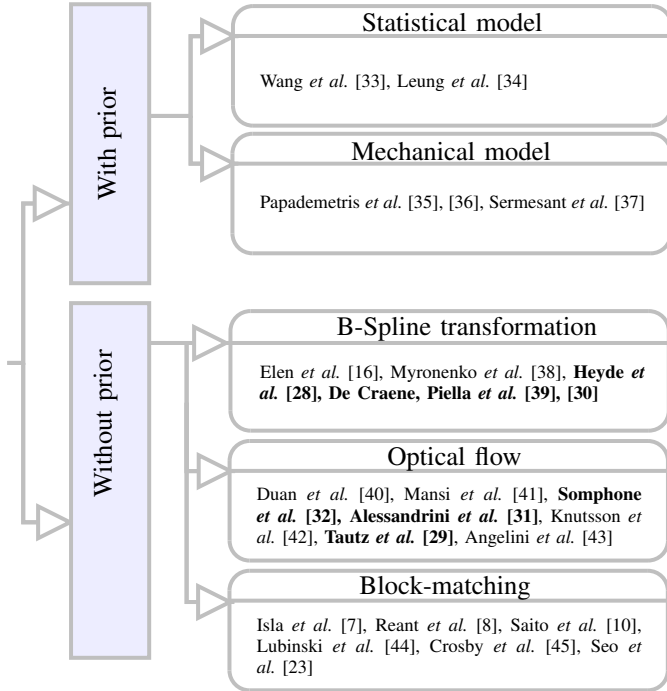 With prior
Statistical model
Wang et al. [33], Leung et al. [34]
Mechanical model
Papademetris et al. [35], [36], Sermesant et al. [37]
Without prior
B-Spline transformation
Elen et al. [16], Myronenko et al. [38], Heyde et
al. [28], De Craene, Piella et al. [39], [30]
Optical flow
Duan et al. [40], Mansi et al. [41], Somphone
et al. [32], Alessandrini et al. [31], Knutsson et
al. [42], Tautz et al. [29], Angelini et al. [43]
Block-matching
Isla et al. [7], Reant et al. [8], Saito et al. [10],
Lubinski et al. [44], Crosby et al. [45], Seo et
al. [23]